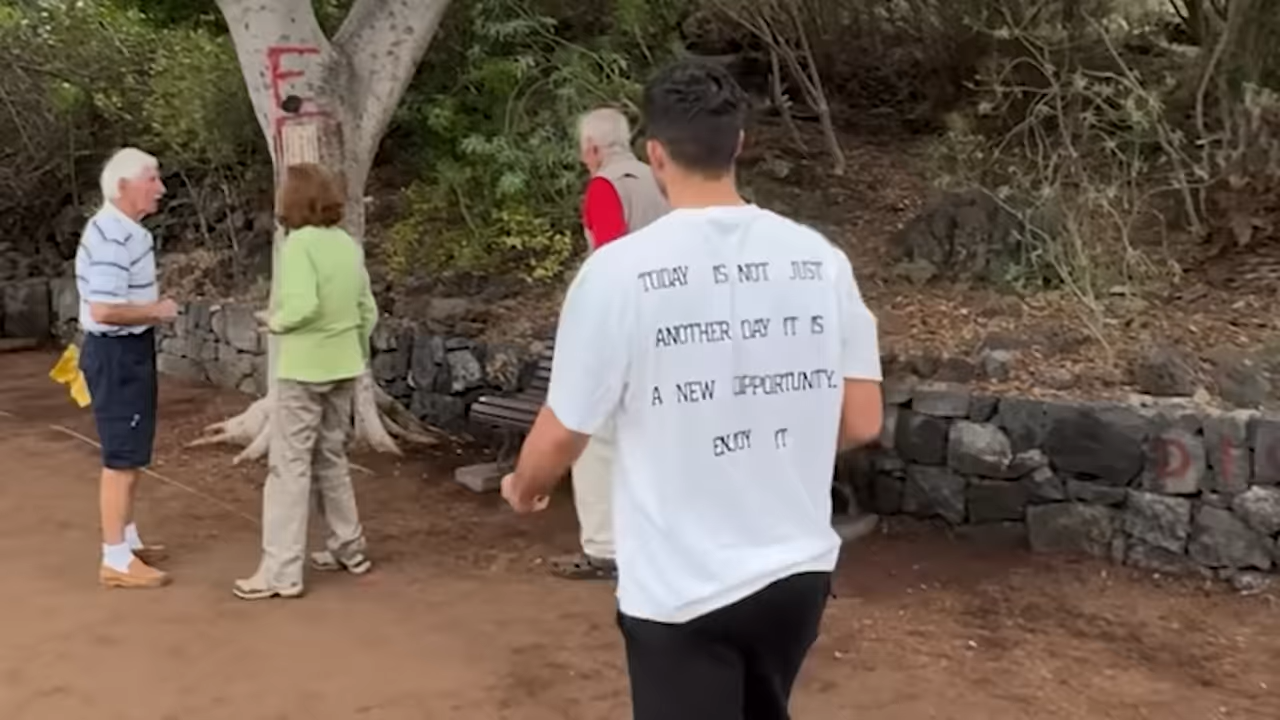 E
TODAY IS NOT JUST
ANOTHER DAY IT IS
A NEW OPPORTUNITY.
ENJOY IT
D I